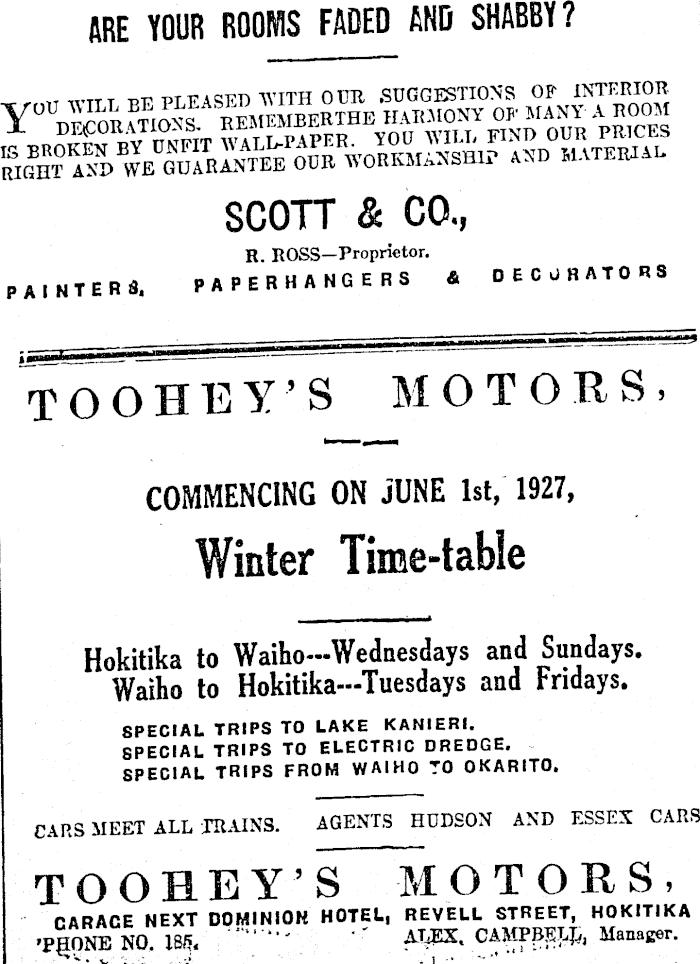 ARE YOUR ROOMS FADED AND SHABBY?
YOU WILL BE PLEASED WITH OUR SUGGESTIONS OF INTERIOR
DECORATIONS. REMEMBER THE HARMONY OF MANY A ROOM
IS BROKEN BY UNFIT WALL-PAPER. YOU WILL FIND OUR PRICES
RIGHT AND WE GUARANTEE OUR WORKMANSHIP AND MATERIAL
SCOTT & CO.,
R. ROSS—Proprietor.
PAINTERS, PAPERHANGERS & DECORATORS
TOOHEY'S MOTORS,
COMMENCING ON JUNE 1st, 1927,
Winter Time-table
Hokitika to Waiho---Wednesdays and Sundays.
Waiho to Hokitika---Tuesdays and Fridays.
SPECIAL TRIPS TO LAKE KANIERI.
SPECIAL TRIPS TO ELECTRIC DREDGE.
SPECIAL TRIPS FROM WAIHO TO OKARITO.
CARS MEET ALL TRAINS. AGENTS HUDSON AND ESSEX CARS
TOOHEY'S MOTORS,
GARAGE NEXT DOMINION HOTEL, REVELL STREET, HOKITIKA
'PHONE NO. 185. ALEX. CAMPBELL, Manager.